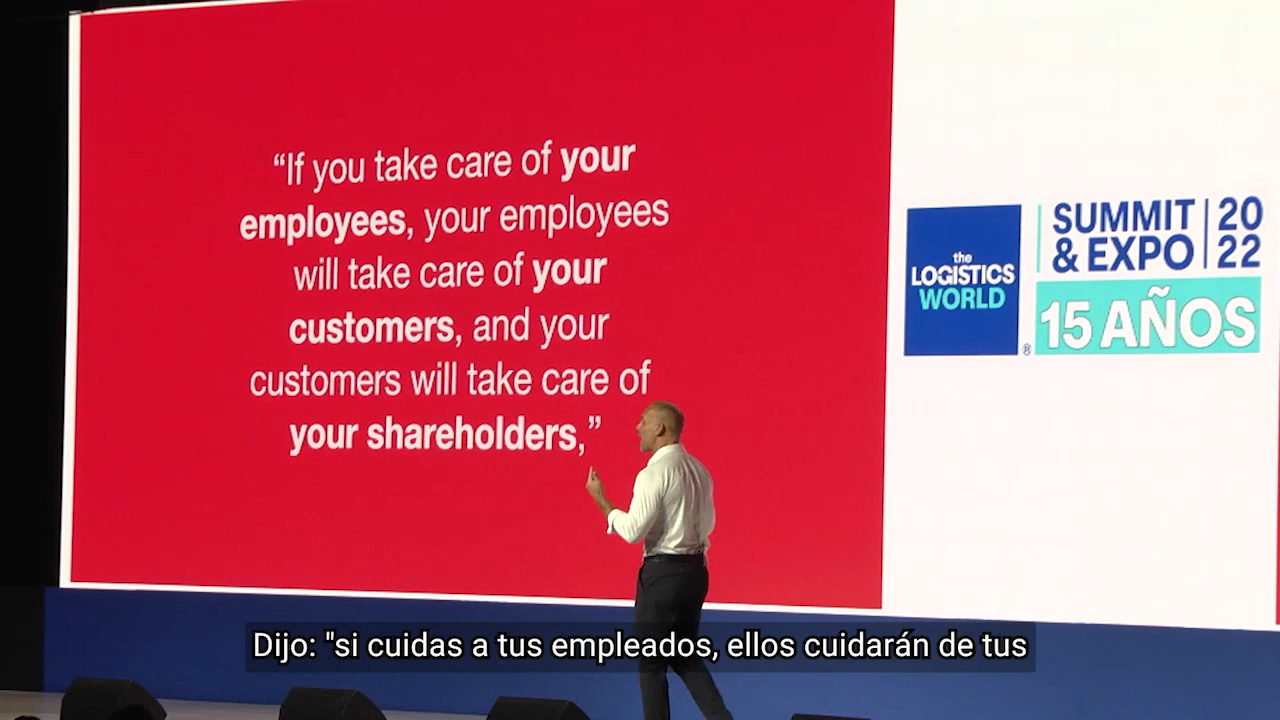 “If you take care of your
employees, your employees
will take care of your
customers, and your
customers will take care of
your shareholders,”
the
LOGISTICS
WORLD
®
SUMMIT
& EXPO
20
22
15 AÑOS
Dijo: "si cuidas a tus empleados, ellos cuidarán de tus